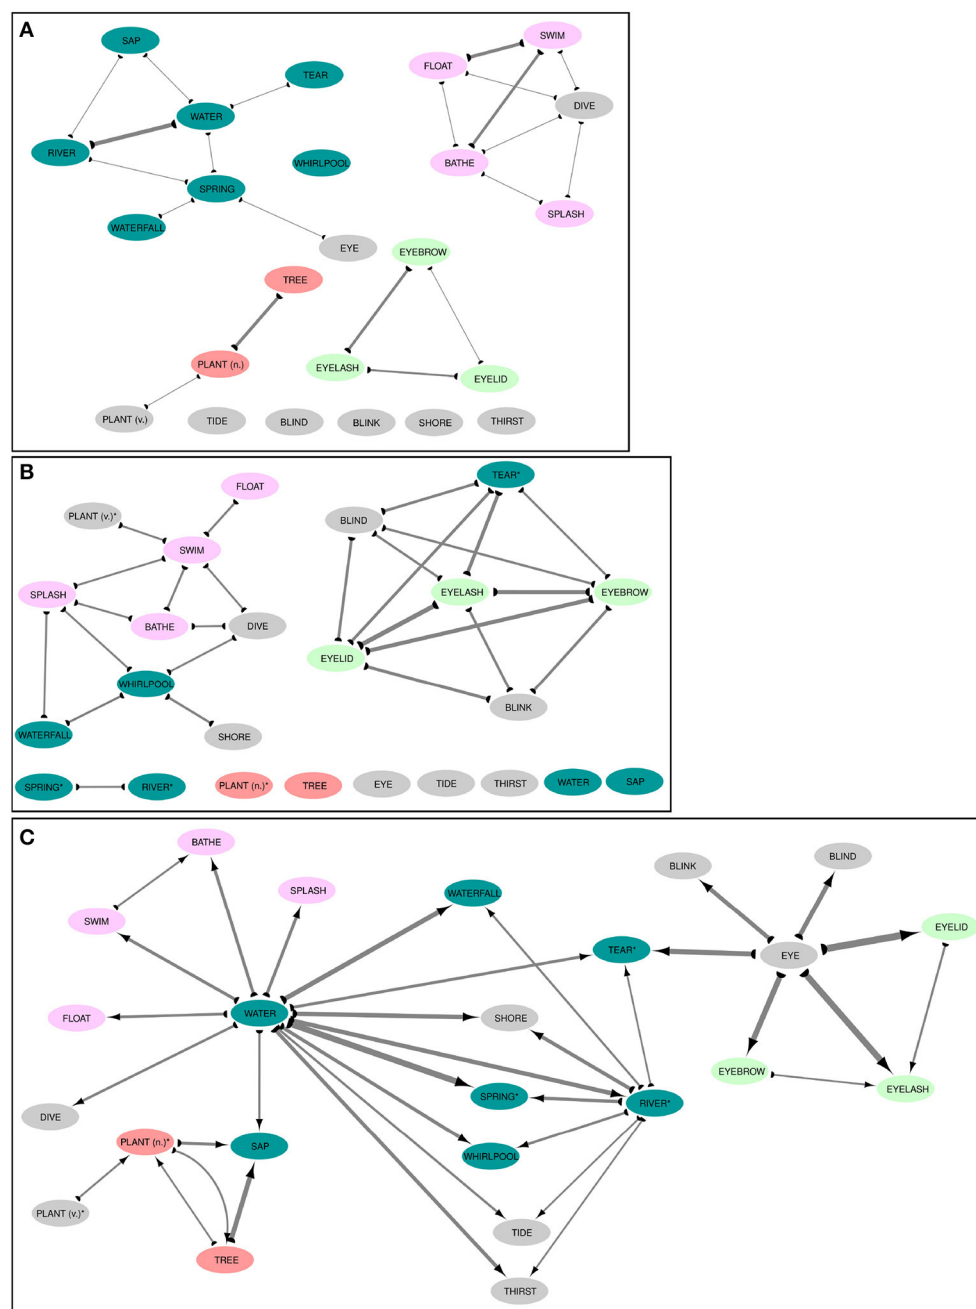 A
SAP
SWIM
FLOAT
TEAR
DIVE
WATER
RIVER
WHIRLPOOL
BATHE
SPRING
SPLASH
WATERFALL
EYE
EYEBROW
TREE
PLANT (n.)
EYELASH
EYELID
PLANT (v.)
TIDE
BLIND
BLINK
SHORE
THIRST
B
TEAR*
FLOAT
PLANT (v.)*
BLIND
SWIM
SPLASH
EYELASH
EYEBROW
BATHE
DIVE
EYELID
WHIRLPOOL
BLINK
WATERFALL
SHORE
SPRING*
RIVER*
PLANT (n.)*
TREE
EYE
TIDE
THIRST
WATER
SAP
C
BATHE
BLIND
BLINK
SPLASH
WATERFALL
SWIM
EYELID
TEAR*
EYE
FLOAT
WATER
SHORE
EYEBROW
EYELASH
SPRING*
RIVER*
DIVE
PLANT (n.)*
SAP
WHIRLPOOL
PLANT (v.)*
TIDE
TREE
THIRST